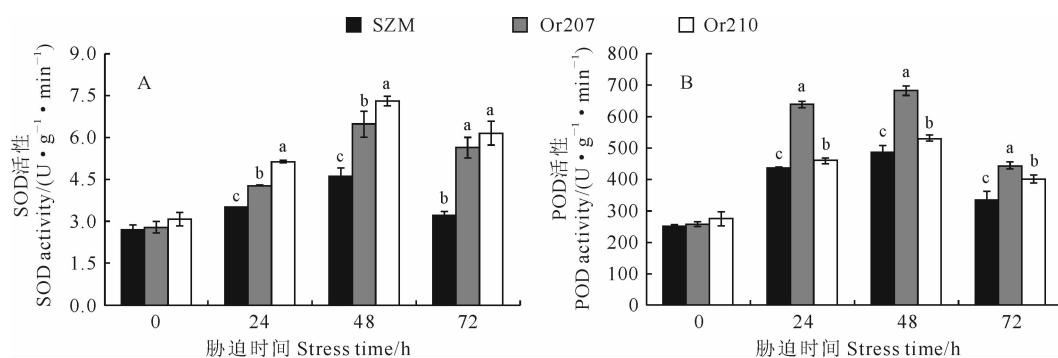 SZM Or207 Or210
SOD活性
SOD activity/(U·g⁻¹·min⁻¹)
9.0
7.5
6.0
4.5
3.0
1.5
0.0
A
c b a
c b a
b a a
0 24 48 72
胁迫时间 Stress time/h
POD活性
POD activity/(U·g⁻¹·min⁻¹)
800
700
600
500
400
300
200
100
0
B
c a b
c a b
c a b
0 24 48 72
胁迫时间 Stress time/h